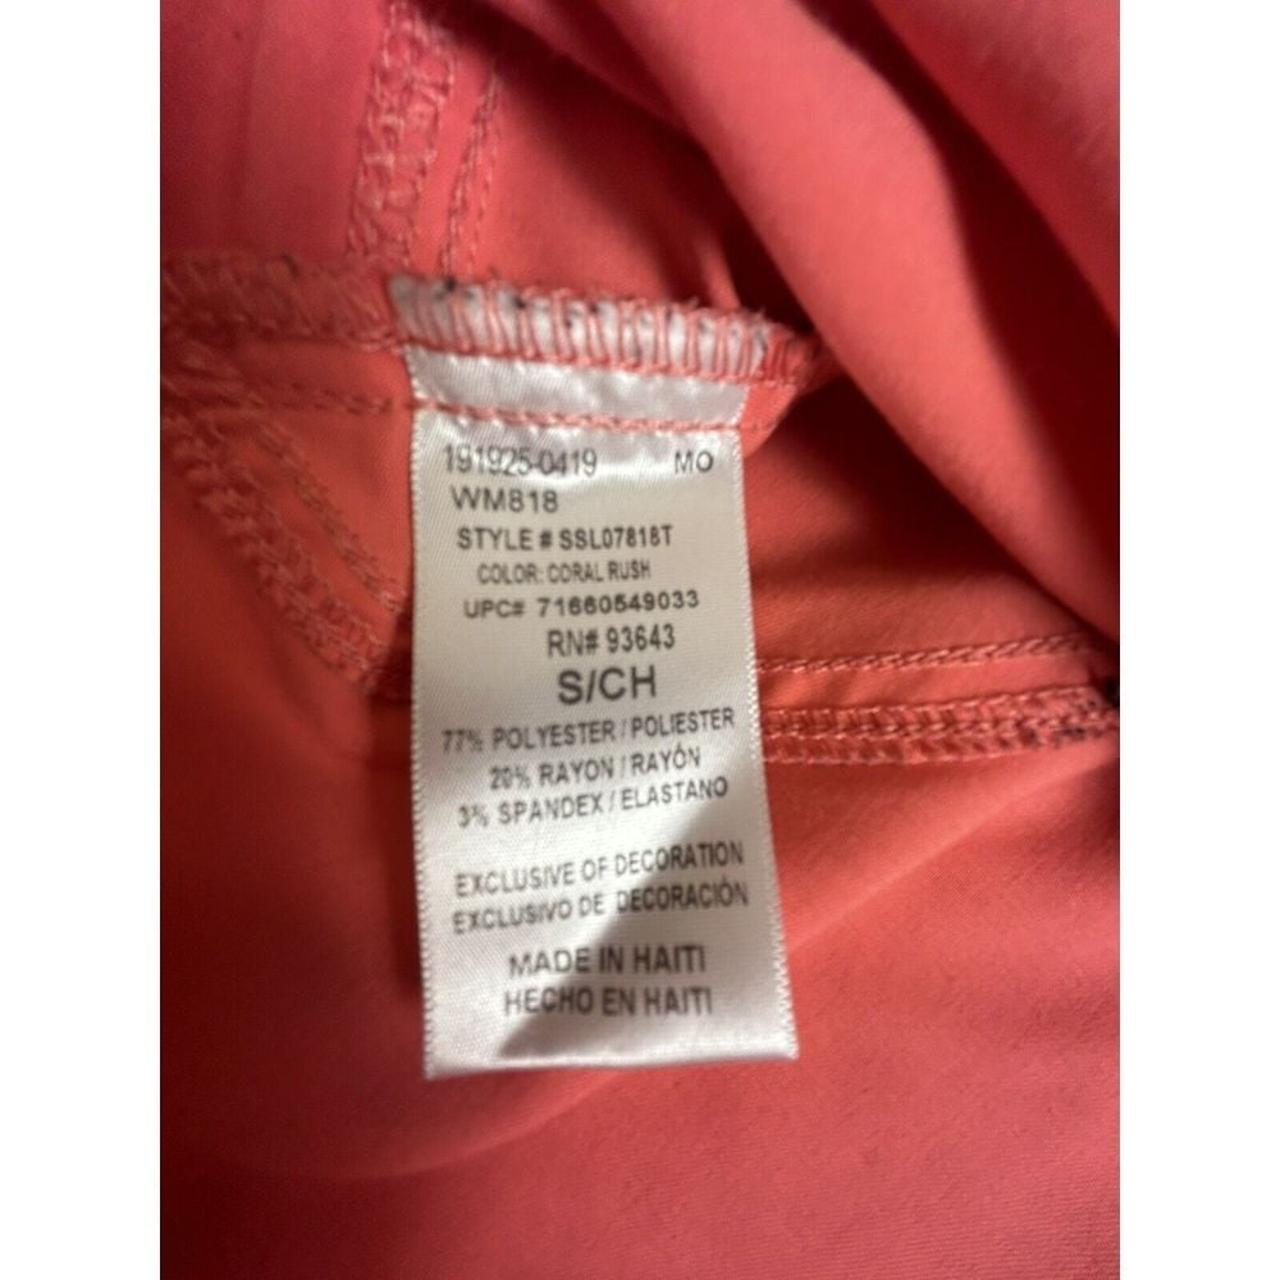 191925-0419 MO
WM818
STYLE # SSL07818T
COLOR: CORAL RUSH
UPC# 71660549033
RN# 93643
S/CH
77% POLYESTER / POLIESTER
20% RAYON / RAYÓN
3% SPANDEX / ELASTANO
EXCLUSIVE OF DECORATION
EXCLUSIVO DE DECORACIÓN
MADE IN HAITI
HECHO EN HAITI